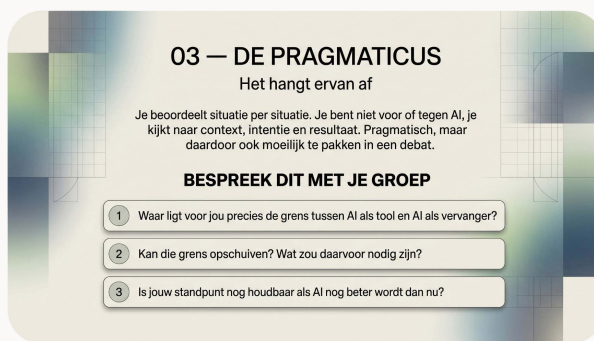 03 — DE PRAGMATICUS
Het hangt ervan af
Je beoordeelt situatie per situatie. Je bent niet voor of tegen AI, je
kijkt naar context, intentie en resultaat. Pragmatisch, maar
daardoor ook moeilijk te pakken in een debat.
BESPREEK DIT MET JE GROEP
1 Waar ligt voor jou precies de grens tussen AI als tool en AI als vervanger?
2 Kan die grens opschuiven? Wat zou daarvoor nodig zijn?
3 Is jouw standpunt nog houdbaar als AI nog beter wordt dan nu?